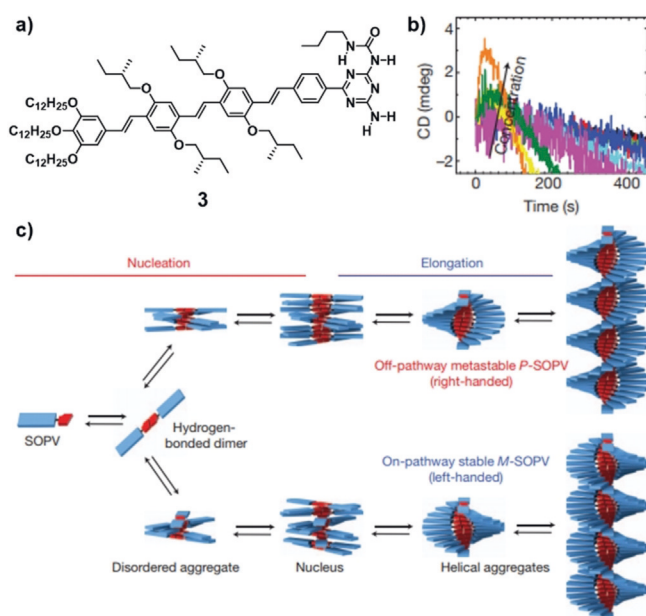 a)
H
N
O
N
H
N
N
N
N
H
H
O
O
C12H25O
C12H25O
C12H25O
O
O
3
b)
CD (mdeg)
4
2
0
−2
Concentration
0
200
400
Time (s)
c)
Nucleation
Elongation
Off-pathway metastable P-SOPV
(right-handed)
SOPV
Hydrogen-
bonded dimer
On-pathway stable M-SOPV
(left-handed)
Disordered aggregate
Nucleus
Helical aggregates